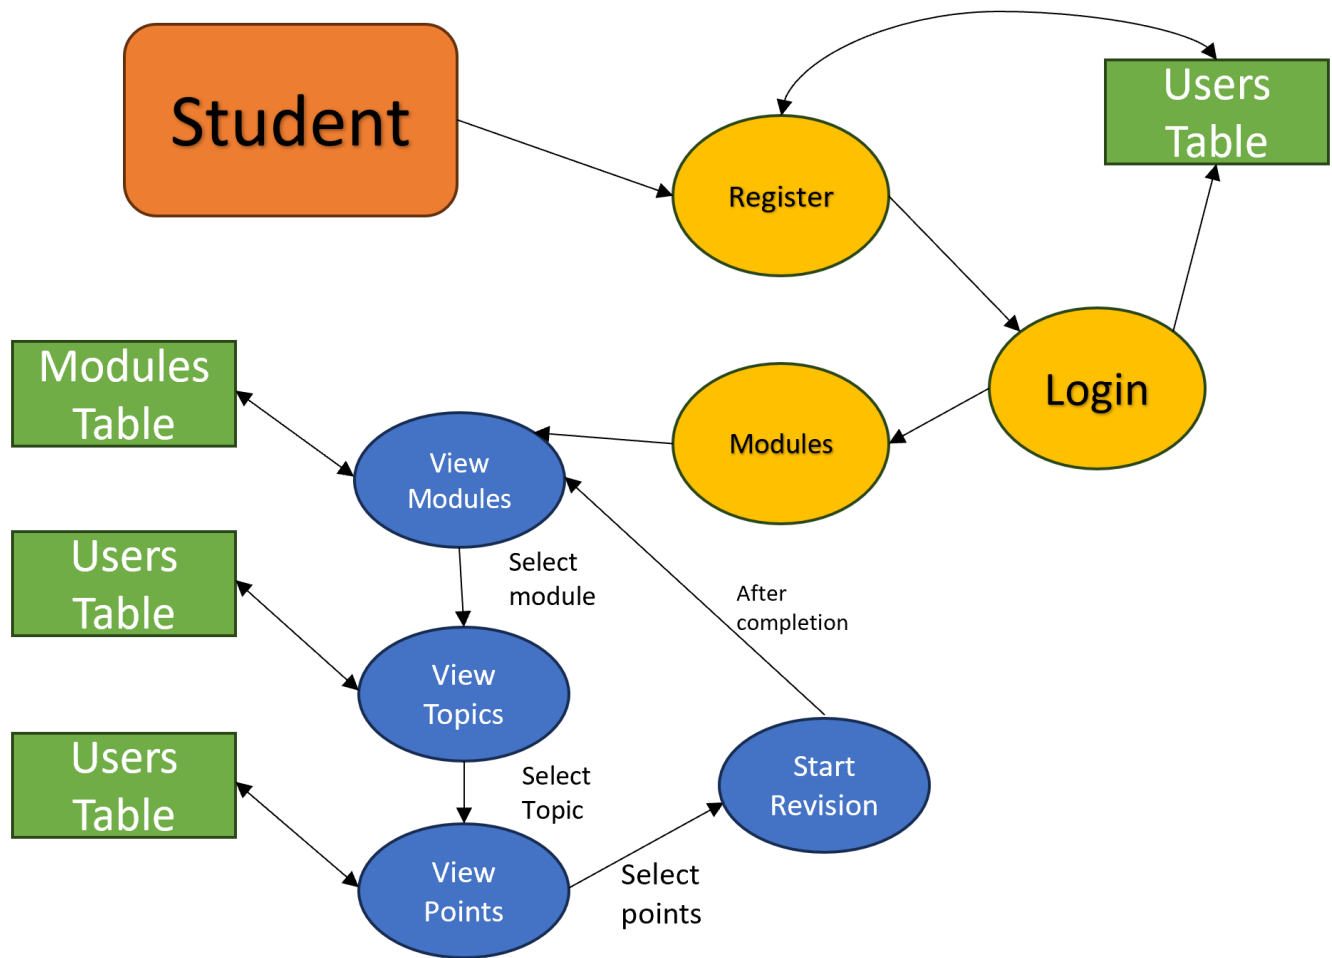 Student
Users
Table
Register
Login
Modules
Modules
Table
View
Modules
Select
module
After
completion
Users
Table
View
Topics
Select
Topic
Start
Revision
Users
Table
View
Points
Select
points